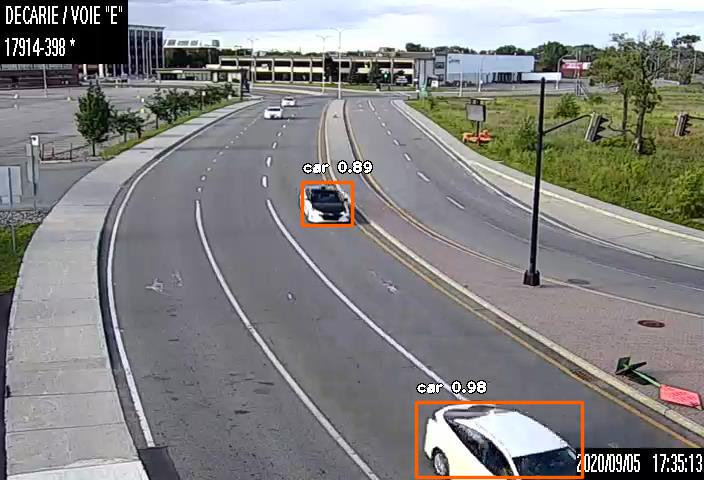 DECARIE / VOIE "E"
17914-398 *
car 0.89
car 0.98
2020/09/05 17:35:13